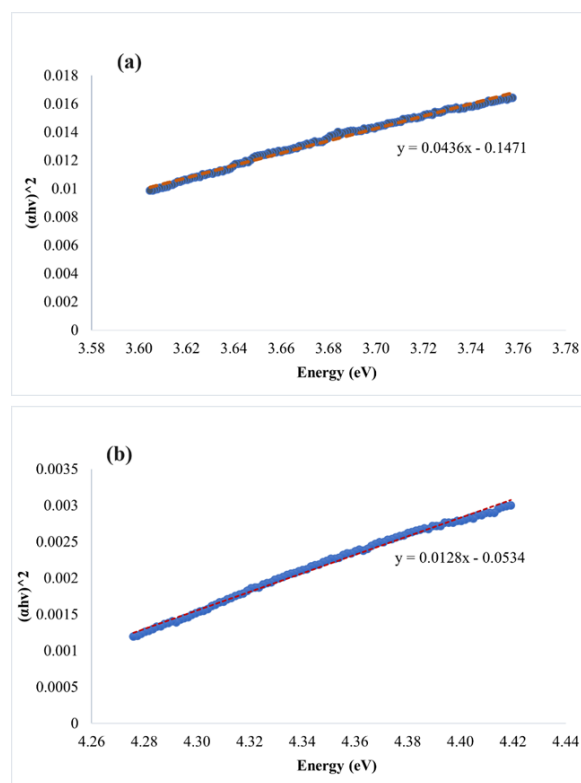 (a)
0.018
0.016
0.014
0.012
0.01
0.008
0.006
0.004
0.002
0
(αhv)^2
y = 0.0436x - 0.1471
3.58 3.60 3.62 3.64 3.66 3.68 3.70 3.72 3.74 3.76 3.78
Energy (eV)
(b)
0.0035
0.003
0.0025
0.002
0.0015
0.001
0.0005
0
(αhv)^2
y = 0.0128x - 0.0534
4.26 4.28 4.30 4.32 4.34 4.36 4.38 4.40 4.42 4.44
Energy (eV)